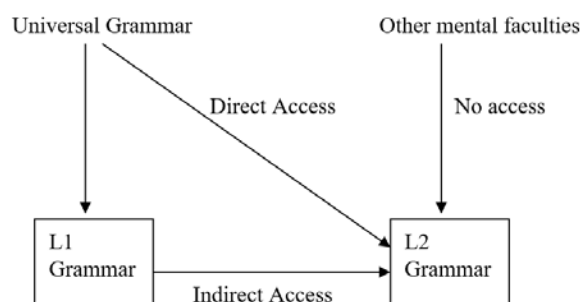 Universal Grammar
Other mental faculties
Direct Access
No access
L1
Grammar
L2
Grammar
Indirect Access